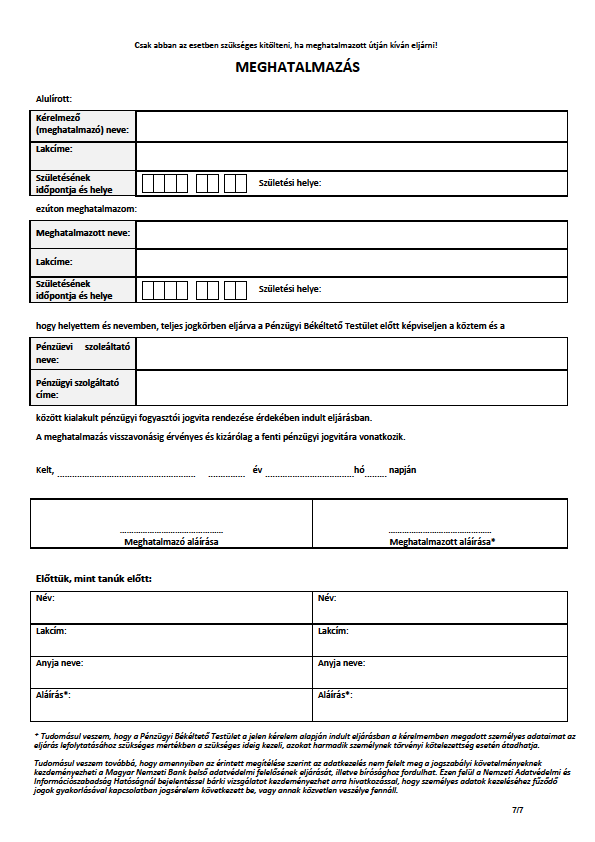 Csak abban az esetben szükséges kitölteni, ha meghatalmazott útján kíván eljárni!
MEGHATALMAZÁS
Alulírott:
Kérelmező
(meghatalmazó) neve:
Lakcíme:
Születésének
időpontja és helye
Születési helye:
ezúton meghatalmazom:
Meghatalmazott neve:
Lakcíme:
Születésének
időpontja és helye
Születési helye:
hogy helyettem és nevemben, teljes jogkörben eljárva a Pénzügyi Békéltető Testület előtt képviseljen a köztem és a
Pénzügyi szolgáltató
neve:
Pénzügyi szolgáltató
címe:
között kialakult pénzügyi fogyasztói jogvita rendezése érdekében indult eljárásban.
A meghatalmazás visszavonásig érvényes és kizárólag a fenti pénzügyi jogvitára vonatkozik.
Kelt, ................................................ ............. év ...............................hó........ napján
.................................... ....................................
Meghatalmazó aláírása Meghatalmazott aláírása*
Előttük, mint tanúk előtt:
Név: Név:
Lakcím: Lakcím:
Anyja neve: Anyja neve:
Aláírás*: Aláírás*:
* Tudomásul veszem, hogy a Pénzügyi Békéltető Testület a jelen kérelem alapján indult eljárásban a kérelmemben megadott személyes adataimat az
eljárás lefolytatásához szükséges mértékben a szükséges ideig kezeli, azokat harmadik személynek törvényi kötelezettség esetén átadhatja.
Tudomásul veszem továbbá, hogy amennyiben az érintett megítélése szerint az adatkezelés nem felelt meg a jogszabályi követelményeknek
kezdeményezheti a Magyar Nemzeti Bank belső adatvédelmi felelősének eljárását, illetve bírósághoz fordulhat. Ezen felül a Nemzeti Adatvédelmi és
Információszabadság Hatóságnál bejelentéssel bárki vizsgálatot kezdeményezhet arra hivatkozással, hogy személyes adatok kezeléséhez fűződő
jogok gyakorlásával kapcsolatban jogsérelem következett be, vagy annak közvetlen veszélye fennáll.
7/7